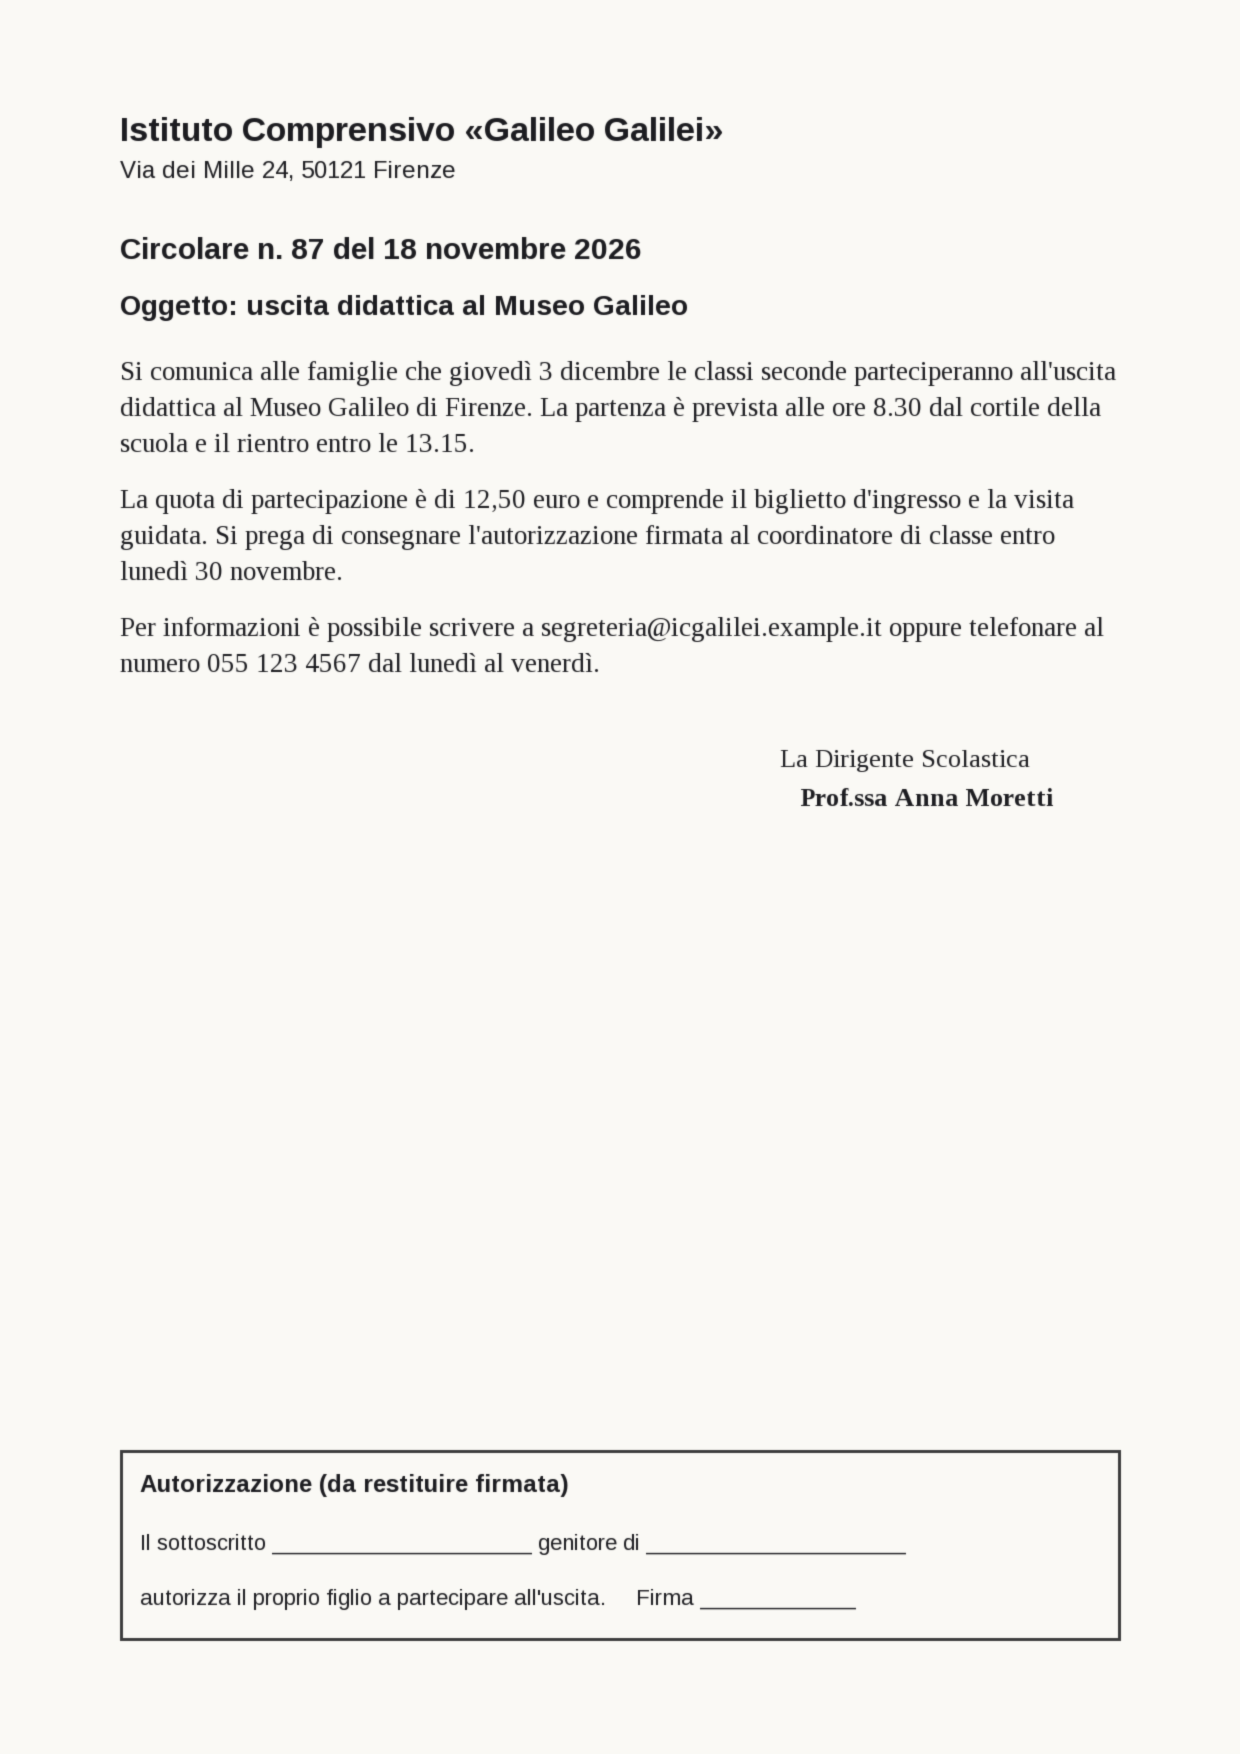 Istituto Comprensivo «Galileo Galilei»
Via dei Mille 24, 50121 Firenze
Circolare n. 87 del 18 novembre 2026
Oggetto: uscita didattica al Museo Galileo
Si comunica alle famiglie che giovedì 3 dicembre le classi seconde parteciperanno all'uscita
didattica al Museo Galileo di Firenze. La partenza è prevista alle ore 8.30 dal cortile della
scuola e il rientro entro le 13.15.
La quota di partecipazione è di 12,50 euro e comprende il biglietto d'ingresso e la visita
guidata. Si prega di consegnare l'autorizzazione firmata al coordinatore di classe entro
lunedì 30 novembre.
Per informazioni è possibile scrivere a segreteria@icgalilei.example.it oppure telefonare al
numero 055 123 4567 dal lunedì al venerdì.
La Dirigente Scolastica
Prof.ssa Anna Moretti
Autorizzazione (da restituire firmata)
Il sottoscritto ____________________ genitore di ____________________
autorizza il proprio figlio a partecipare all'uscita. Firma ____________